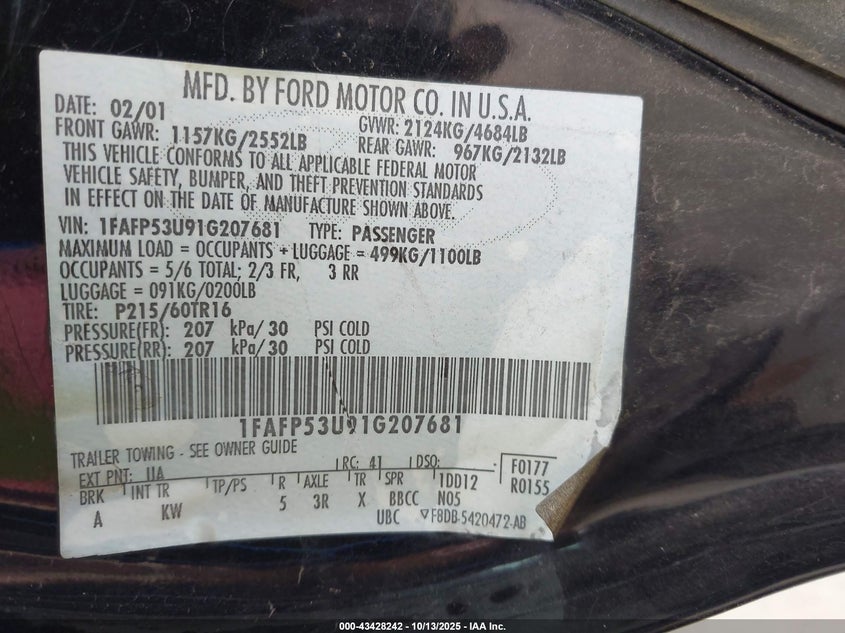 MFD. BY FORD MOTOR CO. IN U.S.A.
DATE: 02/01 GVWR: 2124KG/4684LB
FRONT GAWR: 1157KG/2552LB REAR GAWR: 967KG/2132LB
THIS VEHICLE CONFORMS TO ALL APPLICABLE FEDERAL MOTOR
VEHICLE SAFETY, BUMPER, AND THEFT PREVENTION STANDARDS
IN EFFECT ON THE DATE OF MANUFACTURE SHOWN ABOVE.
VIN: 1FAFP53U91G207681 TYPE: PASSENGER
MAXIMUM LOAD = OCCUPANTS + LUGGAGE = 499KG/1100LB
OCCUPANTS = 5/6 TOTAL; 2/3 FR, 3 RR
LUGGAGE = 091KG/0200LB
TIRE: P215/60TR16
PRESSURE(FR): 207 kPa/30 PSI COLD
PRESSURE(RR): 207 kPa/30 PSI COLD
1FAFP53U91G207681
TRAILER TOWING - SEE OWNER GUIDE
EXT PNT: UA RC: 41 DSO: F0177
BRK INT TR TP/PS R AXLE TR SPR 1DD12 R0155
A KW 5 3R X BBCC N05
UBC ▽F8DB-5420472-AB
000-43428242 - 10/13/2025 - IAA Inc.